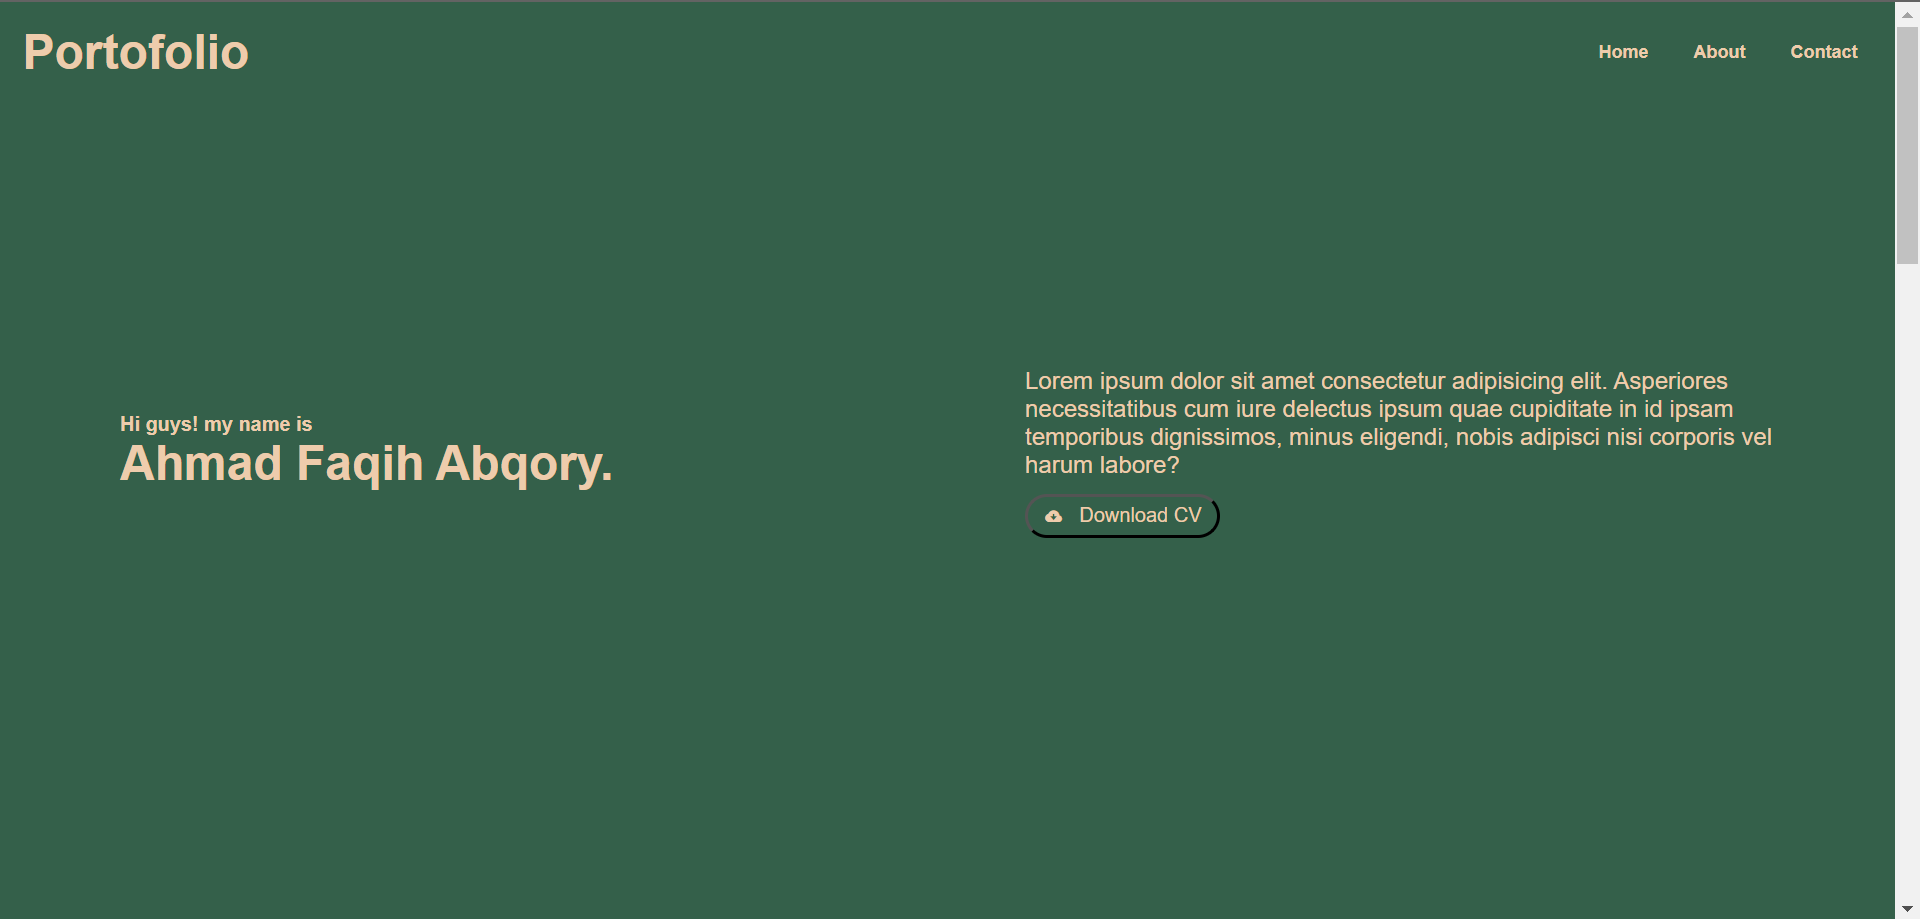 Portofolio
Home
About
Contact
Hi guys! my name is
Ahmad Faqih Abqory.
Lorem ipsum dolor sit amet consectetur adipisicing elit. Asperiores
necessitatibus cum iure delectus ipsum quae cupiditate in id ipsam
temporibus dignissimos, minus eligendi, nobis adipisci nisi corporis vel
harum labore?
Download CV